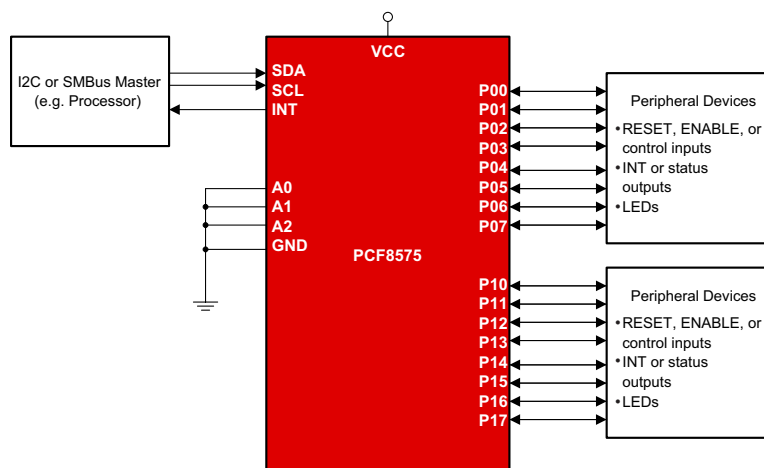 VCC
I2C or SMBus Master
(e.g. Processor)
SDA
SCL
INT
A0
A1
A2
GND
PCF8575
P00
P01
P02
P03
P04
P05
P06
P07
Peripheral Devices
•RESET, ENABLE, or
control inputs
•INT or status
outputs
•LEDs
P10
P11
P12
P13
P14
P15
P16
P17
Peripheral Devices
•RESET, ENABLE, or
control inputs
•INT or status
outputs
•LEDs